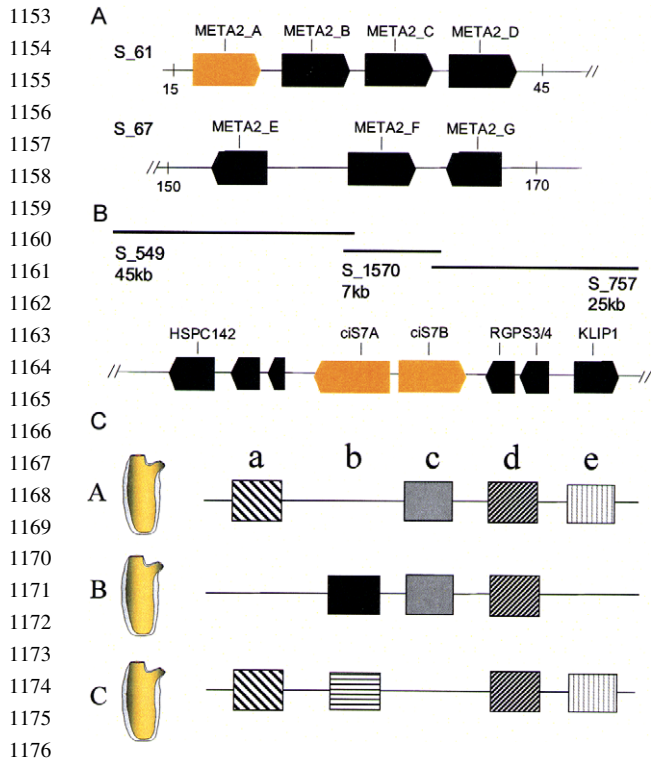 1153
1154
1155
1156
1157
1158
1159
1160
1161
1162
1163
1164
1165
1166
1167
1168
1169
1170
1171
1172
1173
1174
1175
1176
A
META2_A META2_B META2_C META2_D
S_61
15 45 //
META2_E META2_F META2_G
S_67
// 150 170
B
S_549
45kb
S_1570
7kb
S_757
25kb
HSPC142 ciS7A ciS7B RGPS3/4 KLIP1
// //
C
a b c d e
A
B
C